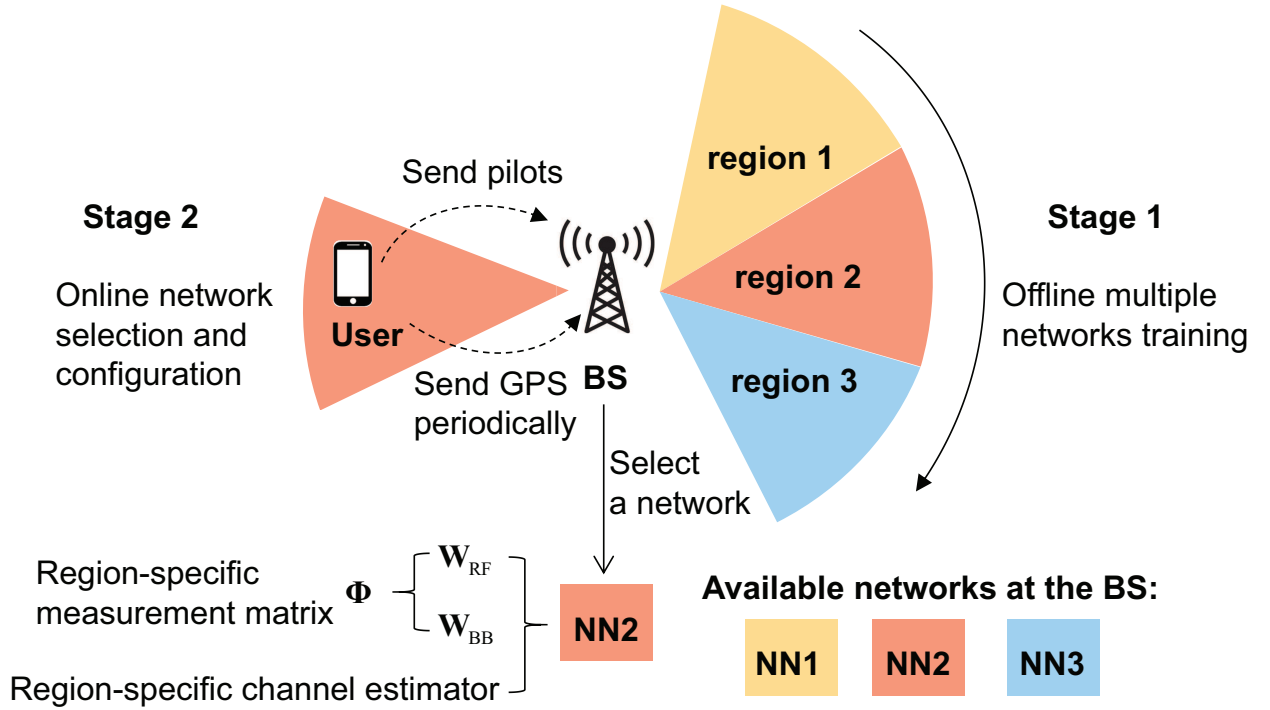 region 1
Send pilots
Stage 2
Stage 1
region 2
Online network
selection and
configuration
User
Offline multiple
networks training
BS
region 3
Send GPS
periodically
Select
a network
Region-specific
measurement matrix
Φ
W_RF
W_BB
NN2
Region-specific channel estimator
Available networks at the BS:
NN1 NN2 NN3